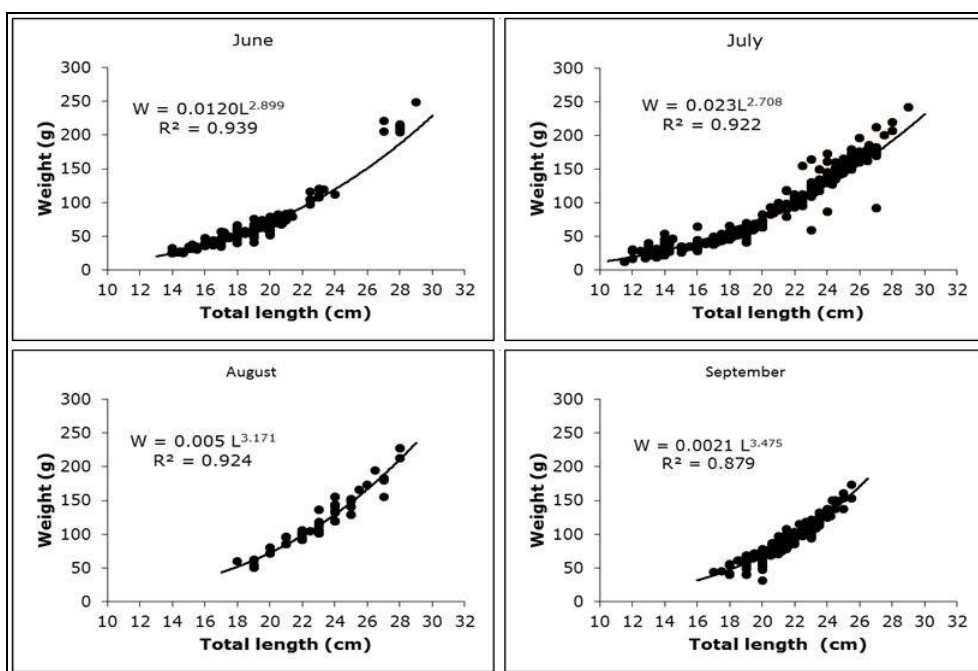 June
300
250
200
150
100
50
0
Weight (g)
W = 0.0120L^2.899
R² = 0.939
10 12 14 16 18 20 22 24 26 28 30 32
Total length (cm)
July
300
250
200
150
100
50
0
Weight (g)
W = 0.023L^2.708
R² = 0.922
10 12 14 16 18 20 22 24 26 28 30 32
Total length (cm)
August
300
250
200
150
100
50
0
Weight (g)
W = 0.005 L^3.171
R² = 0.924
10 12 14 16 18 20 22 24 26 28 30 32
Total length (cm)
September
300
250
200
150
100
50
0
Weight (g)
W = 0.0021 L^3.475
R² = 0.879
10 12 14 16 18 20 22 24 26 28 30 32
Total length (cm)